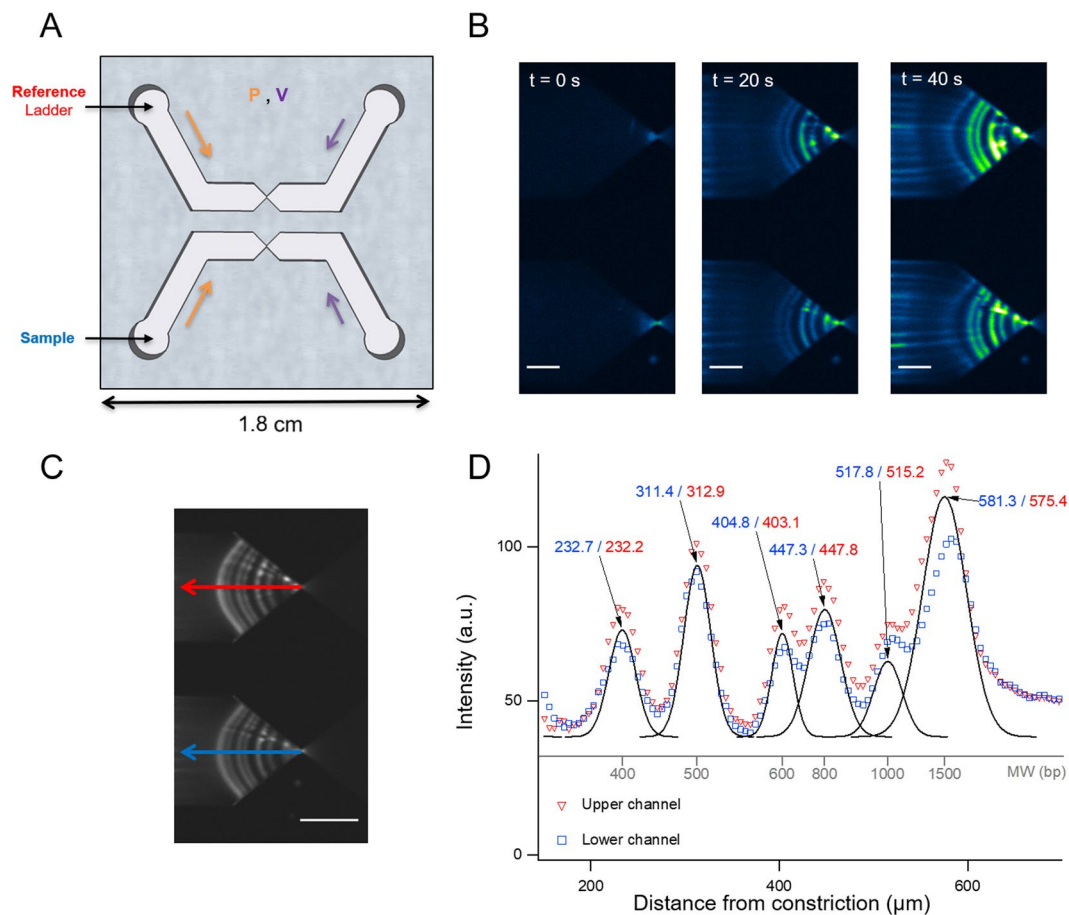 A
Reference
Ladder
P , V
Sample
1.8 cm
B
t = 0 s
t = 20 s
t = 40 s
C
D
232.7 / 232.2
311.4 / 312.9
404.8 / 403.1
447.3 / 447.8
517.8 / 515.2
581.3 / 575.4
Intensity (a.u.)
100
50
0
400
500
600
800
1000
1500
MW (bp)
Upper channel
Lower channel
200
400
600
Distance from constriction (µm)